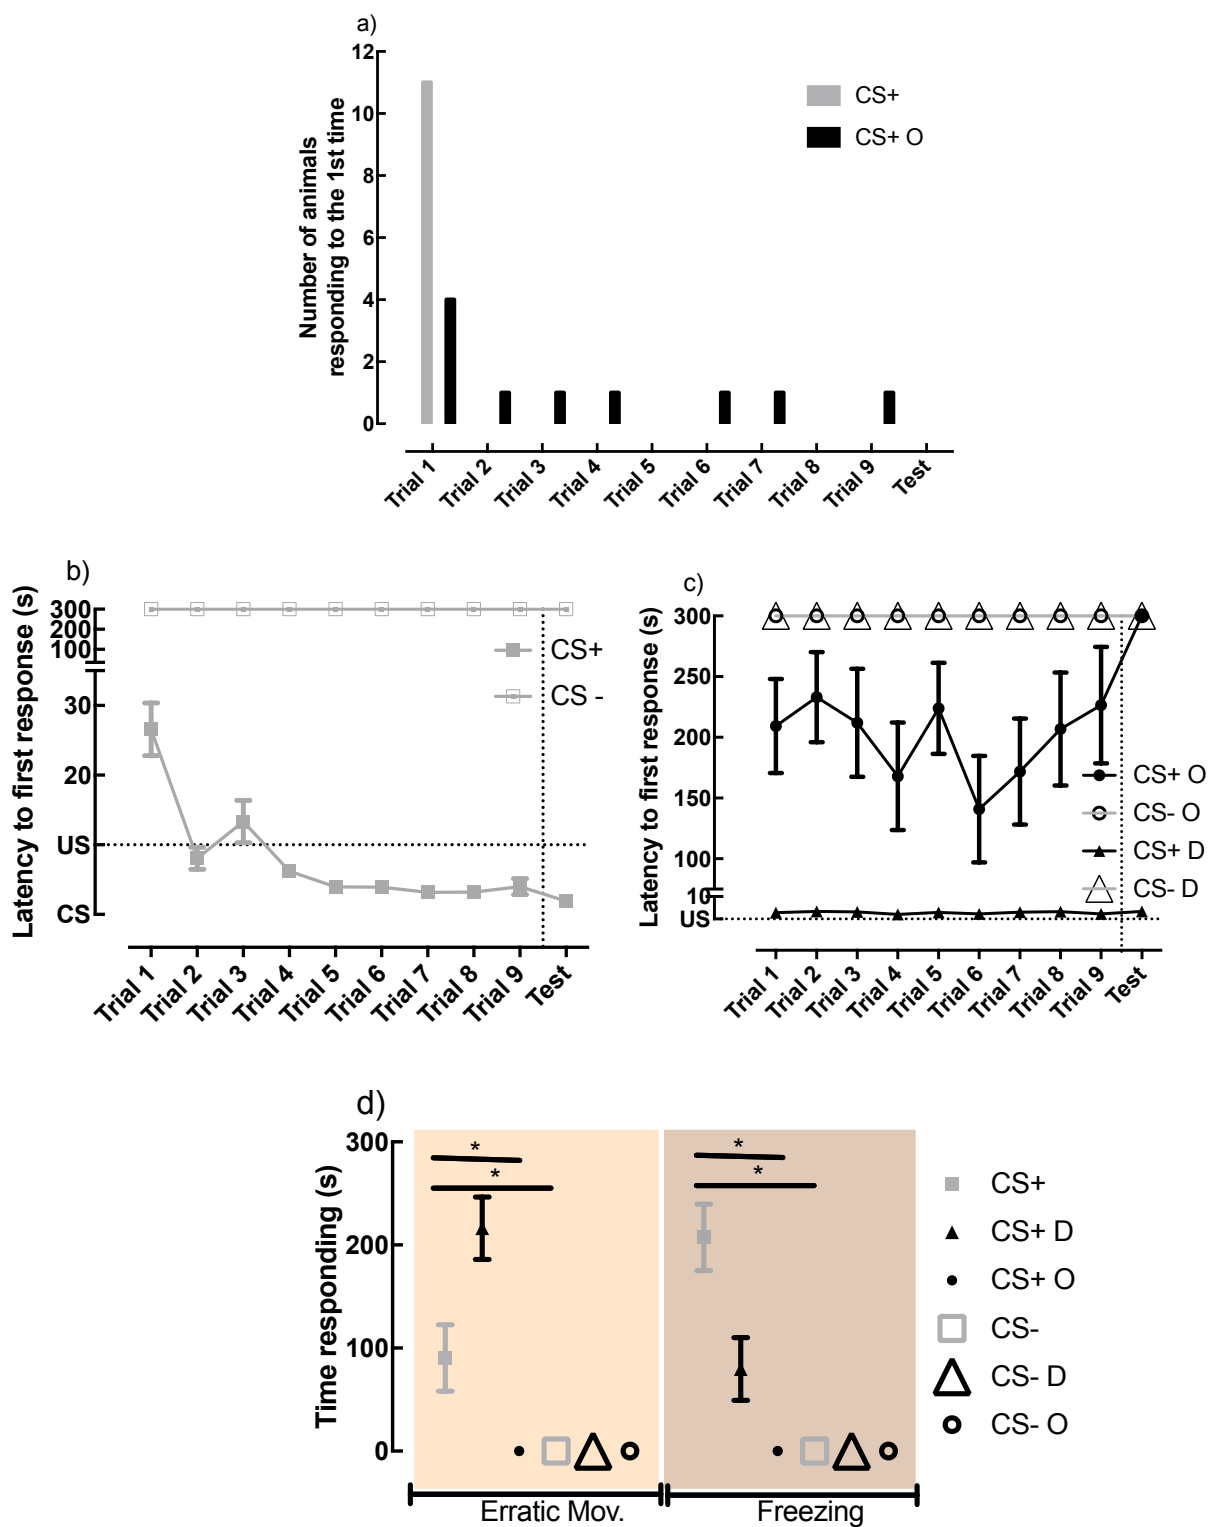 a)
Number of animals
responding to the 1st time
12
10
8
6
4
2
0
CS+
CS+ O
Trial 1
Trial 2
Trial 3
Trial 4
Trial 5
Trial 6
Trial 7
Trial 8
Trial 9
Test
b)
Latency to first response (s)
300
200
100
30
20
US
CS
CS+
CS -
Trial 1
Trial 2
Trial 3
Trial 4
Trial 5
Trial 6
Trial 7
Trial 8
Trial 9
Test
c)
Latency to first response (s)
300
250
200
150
100
10
US
CS+ O
CS- O
CS+ D
CS- D
Trial 1
Trial 2
Trial 3
Trial 4
Trial 5
Trial 6
Trial 7
Trial 8
Trial 9
Test
d)
Time responding (s)
300
200
100
0
*
*
*
*
Erratic Mov.
Freezing
CS+
CS+ D
CS+ O
CS-
CS- D
CS- O